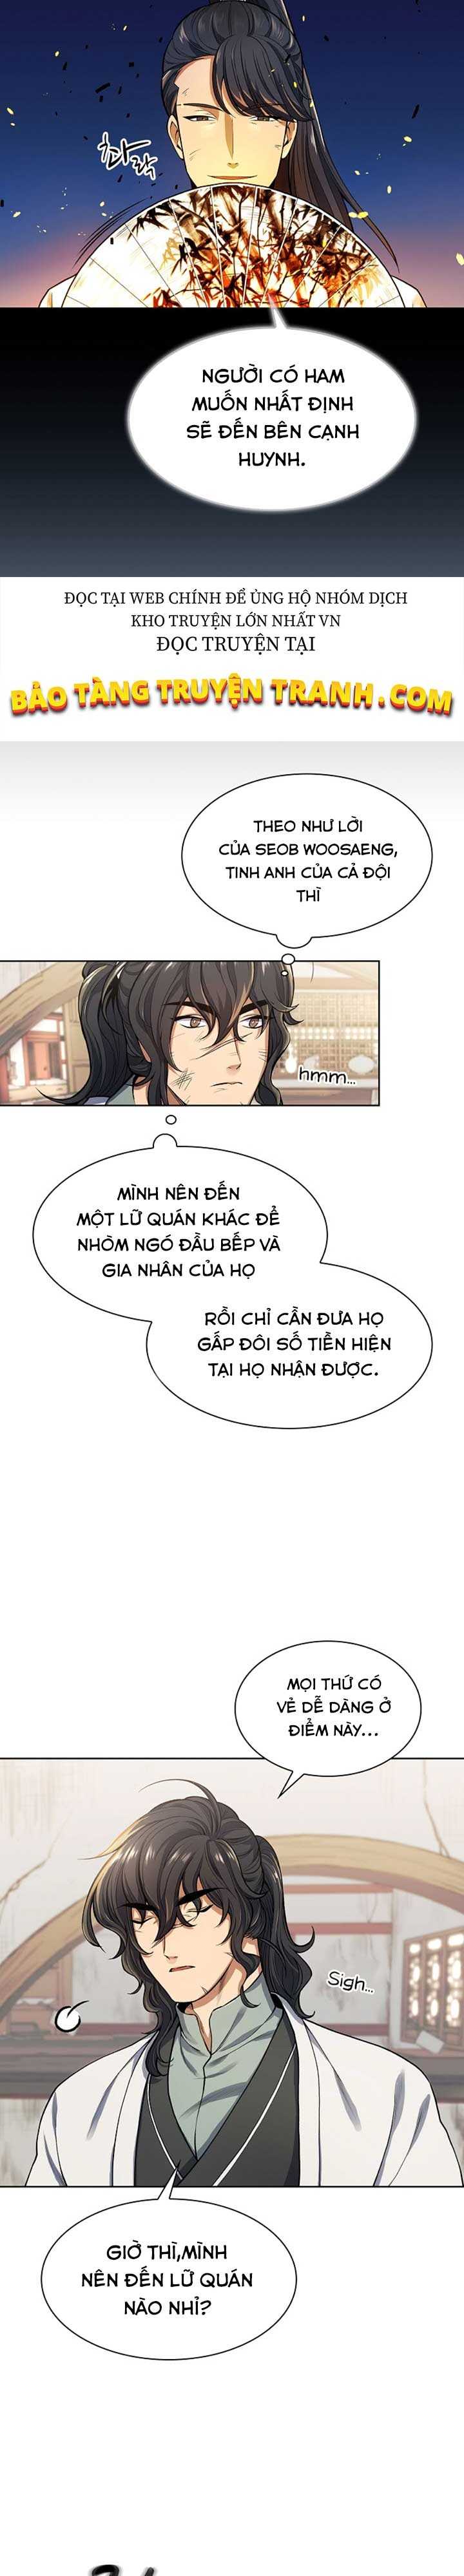 촤락
NGƯỜI CÓ HAM
MUỐN NHẤT ĐỊNH
SẼ ĐẾN BÊN CẠNH
HUYNH.
ĐỌC TẠI WEB CHÍNH ĐỂ ỦNG HỘ NHÓM DỊCH
KHO TRUYỆN LỚN NHẤT VN
ĐỌC TRUYỆN TẠI
BẢO TÀNG TRUYỆN TRANH.COM
THEO NHƯ LỜI
CỦA SEOB WOOSAENG,
TINH ANH CỦA CẢ ĐỘI
THÌ
hmm...
MÌNH NÊN ĐẾN
MỘT LỮ QUÁN KHÁC ĐỂ
NHÒM NGÓ ĐẦU BẾP VÀ
GIA NHÂN CỦA HỌ
RỒI CHỈ CẦN ĐƯA HỌ
GẤP ĐÔI SỐ TIỀN HIỆN
TẠI HỌ NHẬN ĐƯỢC.
MỌI THỨ CÓ
VẺ DỄ DÀNG Ở
ĐIỂM NÀY...
Sigh...
GIỜ THÌ,MÌNH
NÊN ĐẾN LỮ QUÁN
NÀO NHỈ?